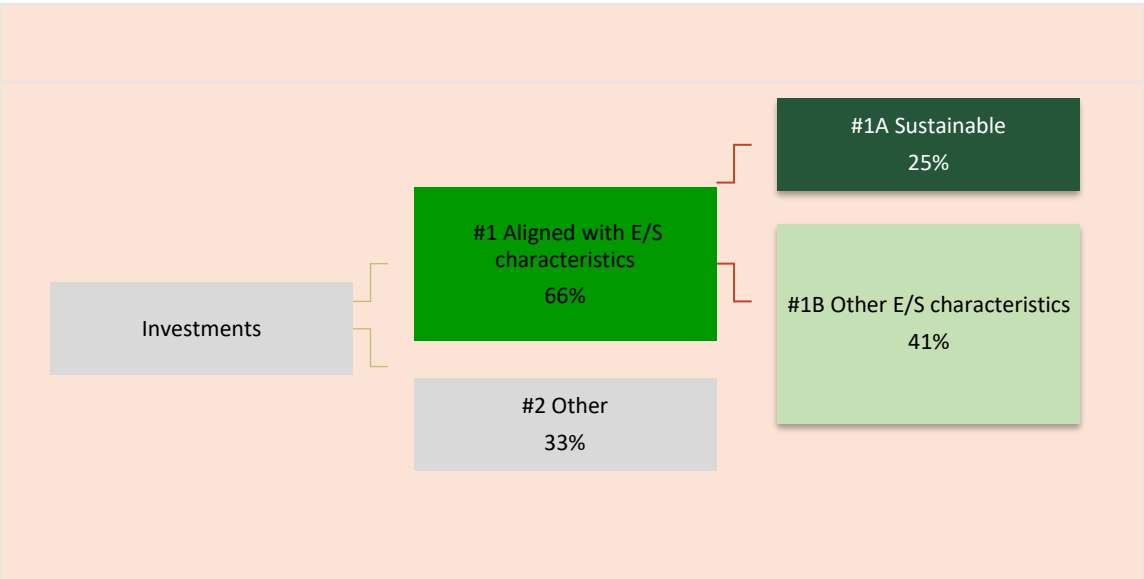 Investments
#1 Aligned with E/S
characteristics
66%
#2 Other
33%
#1A Sustainable
25%
#1B Other E/S characteristics
41%